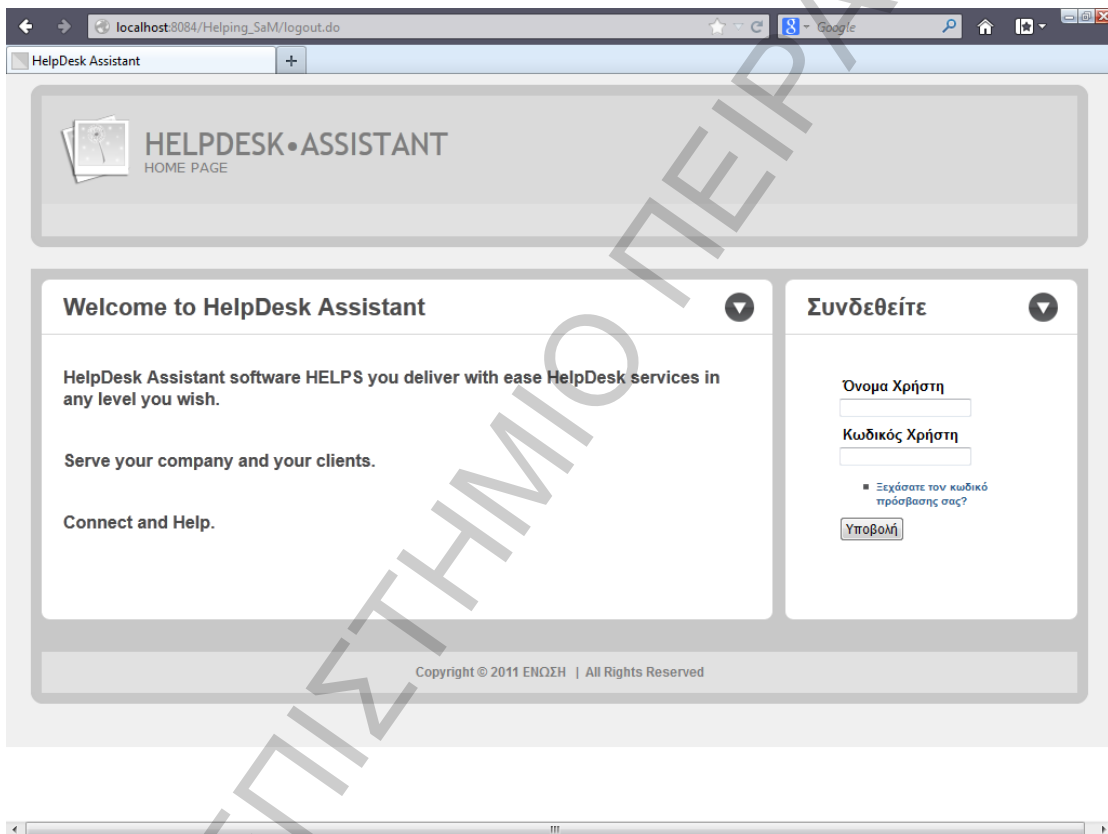 localhost:8084/Helping_SaM/logout.do
Google
HelpDesk Assistant
HELPDESK•ASSISTANT
HOME PAGE
Welcome to HelpDesk Assistant
HelpDesk Assistant software HELPS you deliver with ease HelpDesk services in
any level you wish.
Serve your company and your clients.
Connect and Help.
Συνδεθείτε
Όνομα Χρήστη
Κωδικός Χρήστη
Ξεχάσατε τον κωδικό
πρόσβασης σας?
Υποβολή
Copyright © 2011 ΕΝΩΣΗ | All Rights Reserved
ΠΙΣΤΗΜΙΟ ΠΕΙΡΑ